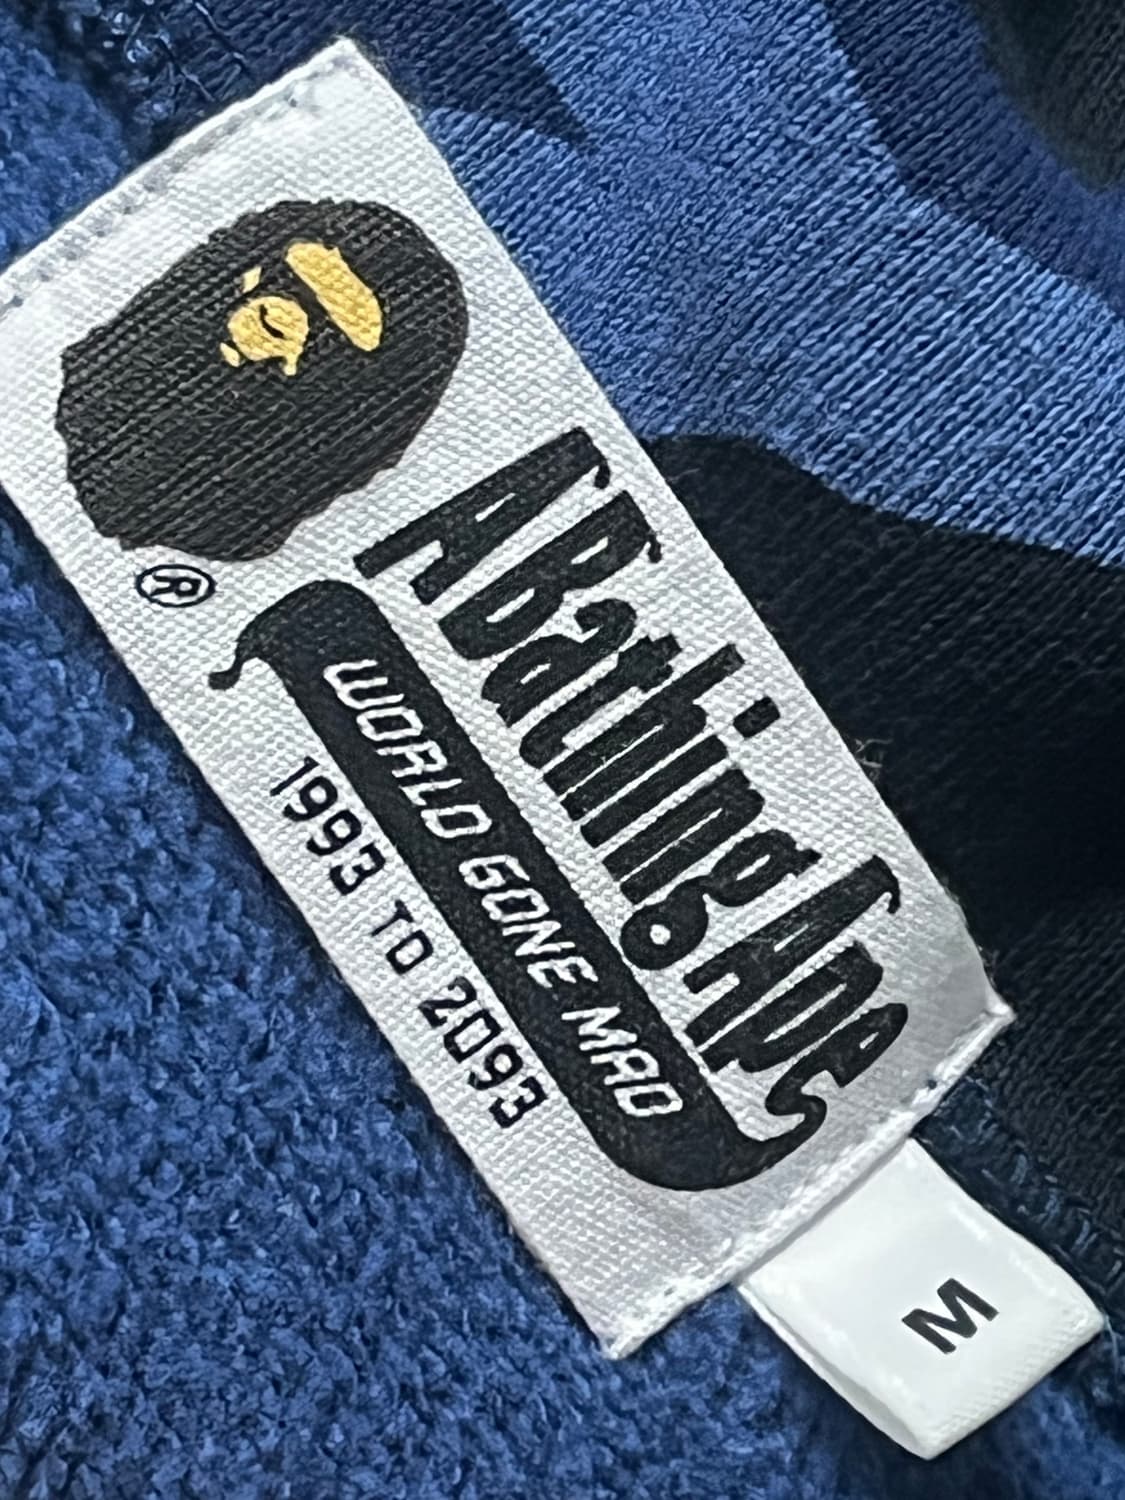 ®
A Bathing Ape
WORLD GONE MAD
1993 TO 2093
M